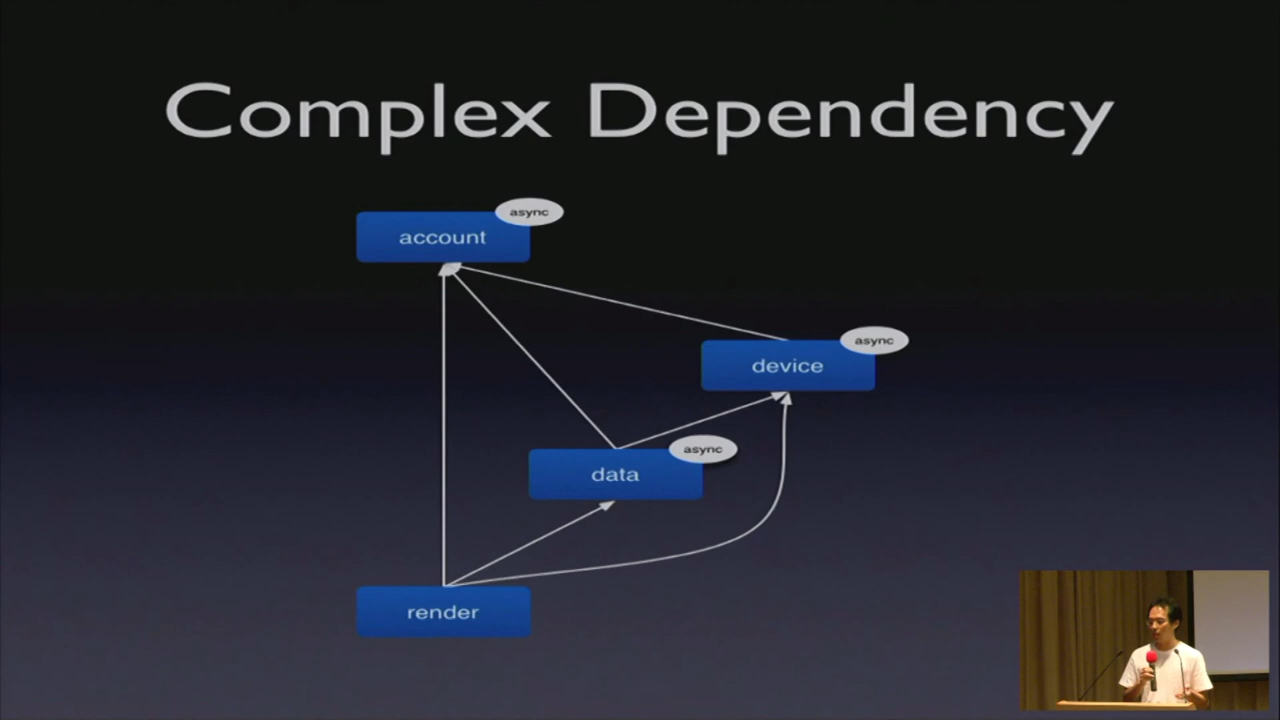 Complex Dependency
async
account
async
device
async
data
render